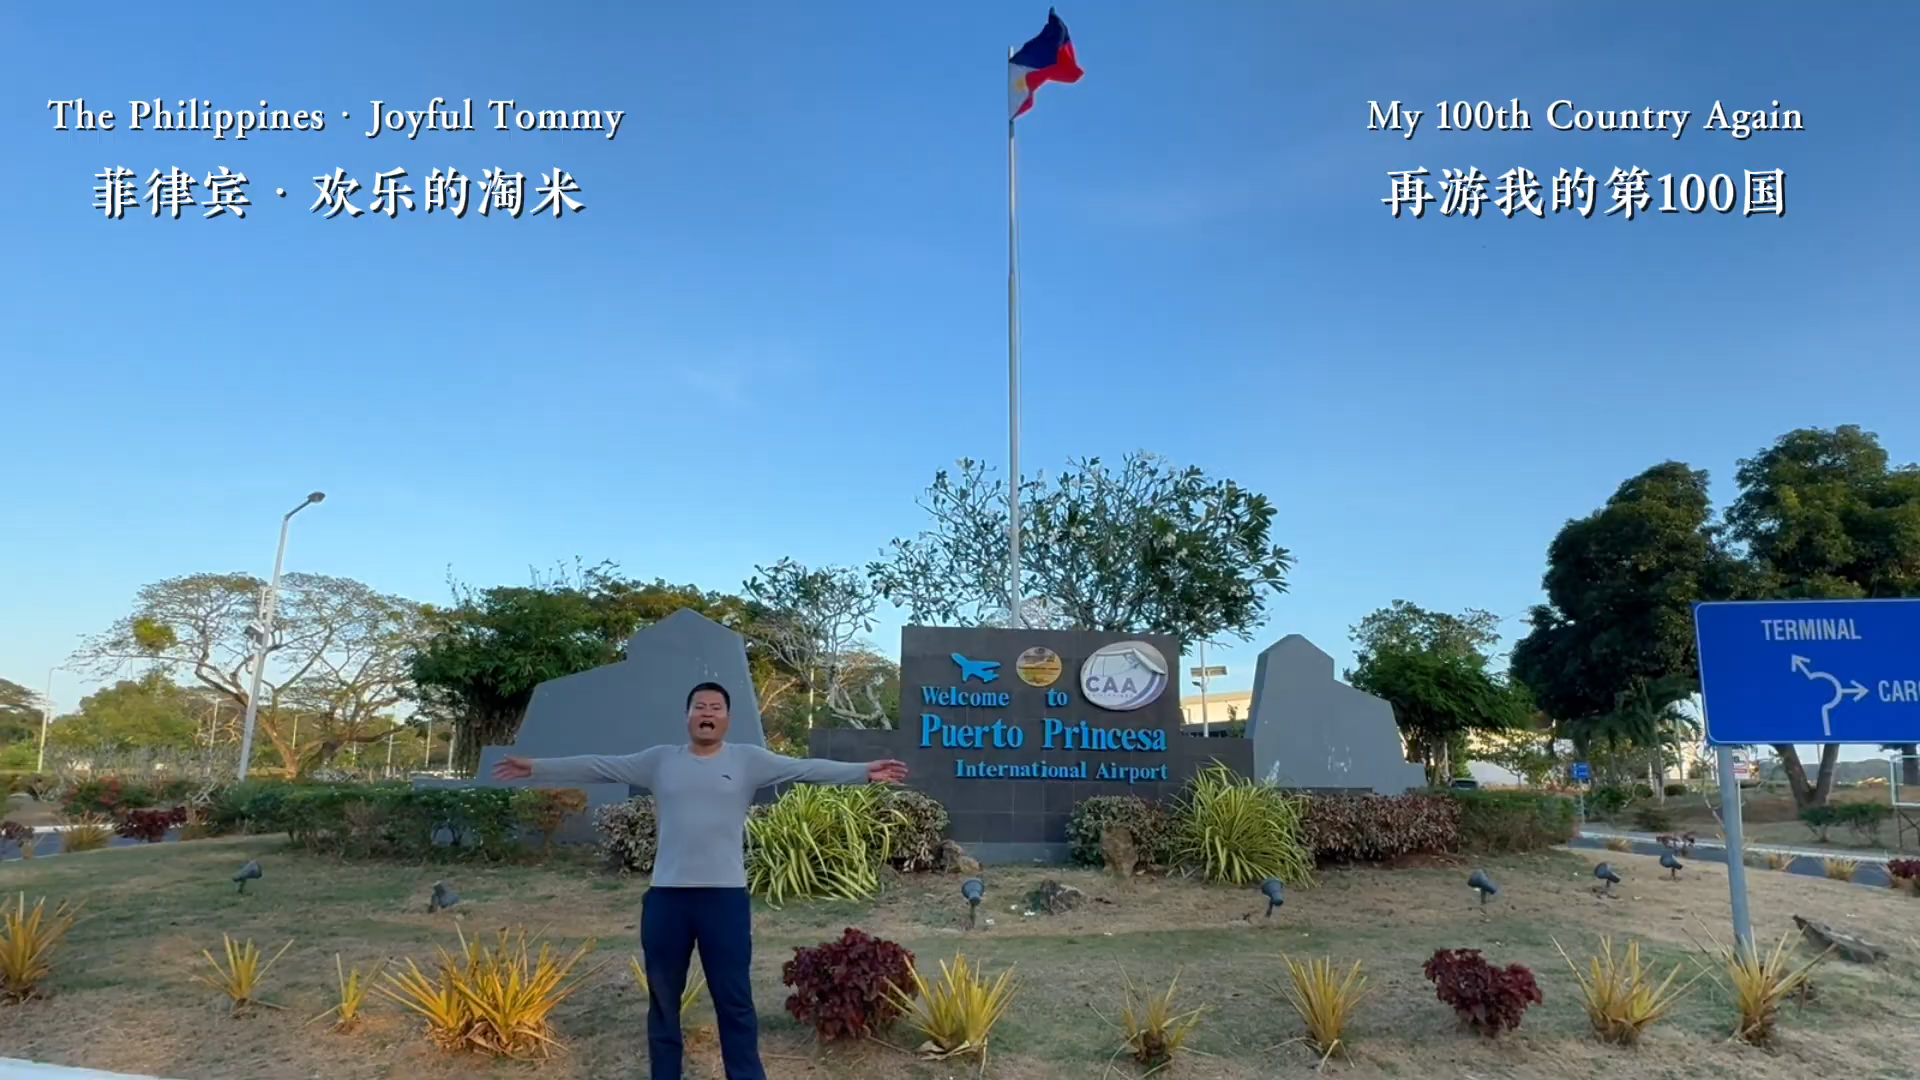 The Philippines · Joyful Tommy
菲律宾 · 欢乐的淘米
My 100th Country Again
再游我的第100国
CAA
Welcome to
Puerto Princesa
International Airport
TERMINAL